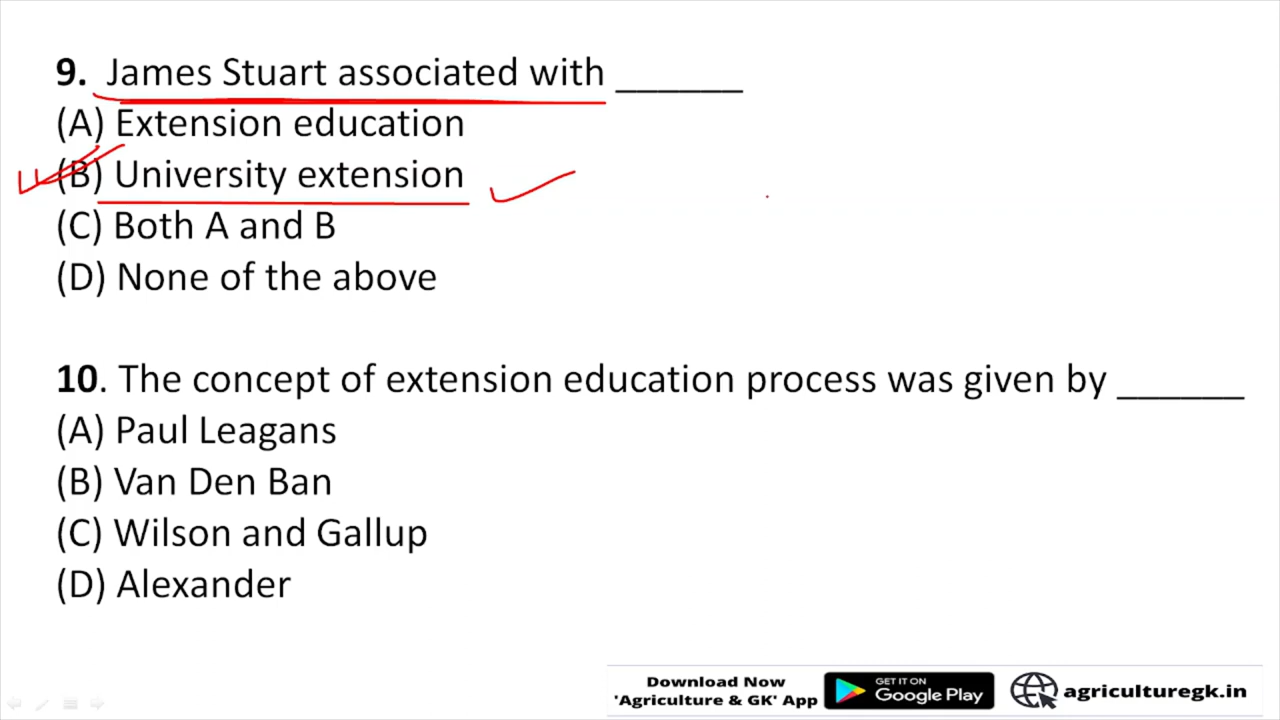 9. James Stuart associated with ______
(A) Extension education
(B) University extension
(C) Both A and B
(D) None of the above
10. The concept of extension education process was given by ______
(A) Paul Leagans
(B) Van Den Ban
(C) Wilson and Gallup
(D) Alexander
Download Now
'Agriculture & GK' App
GET IT ON
Google Play
agriculturegk.in